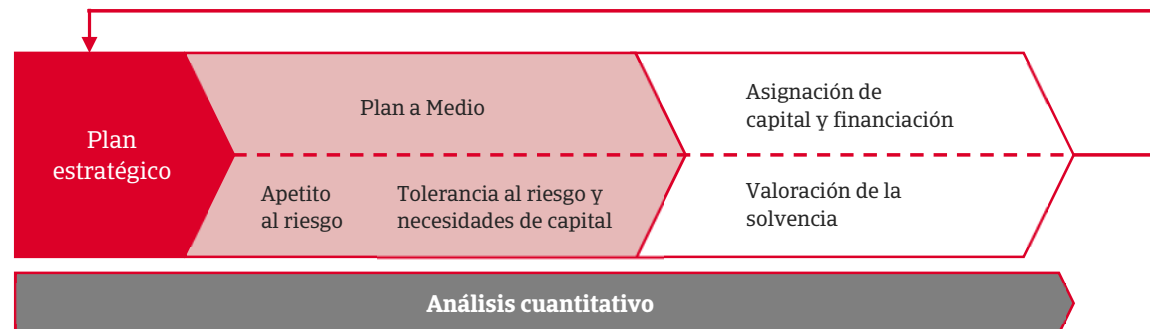 Plan
estratégico
Plan a Medio
Apetito
al riesgo
Tolerancia al riesgo y
necesidades de capital
Asignación de
capital y financiación
Valoración de la
solvencia
Análisis cuantitativo